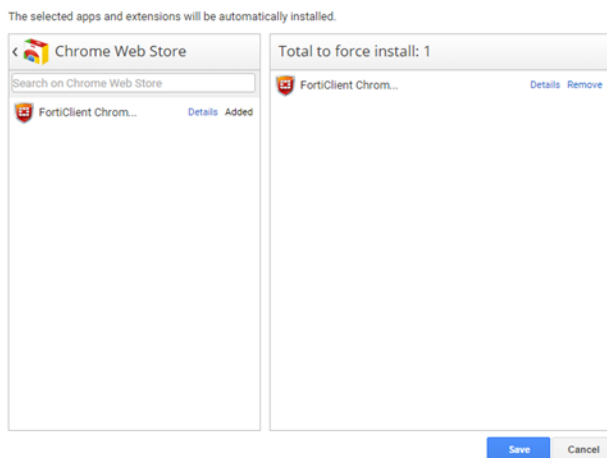 The selected apps and extensions will be automatically installed.
Chrome Web Store
Search on Chrome Web Store
FortiClient Chrom... Details Added
Total to force install: 1
FortiClient Chrom... Details Remove
Save Cancel